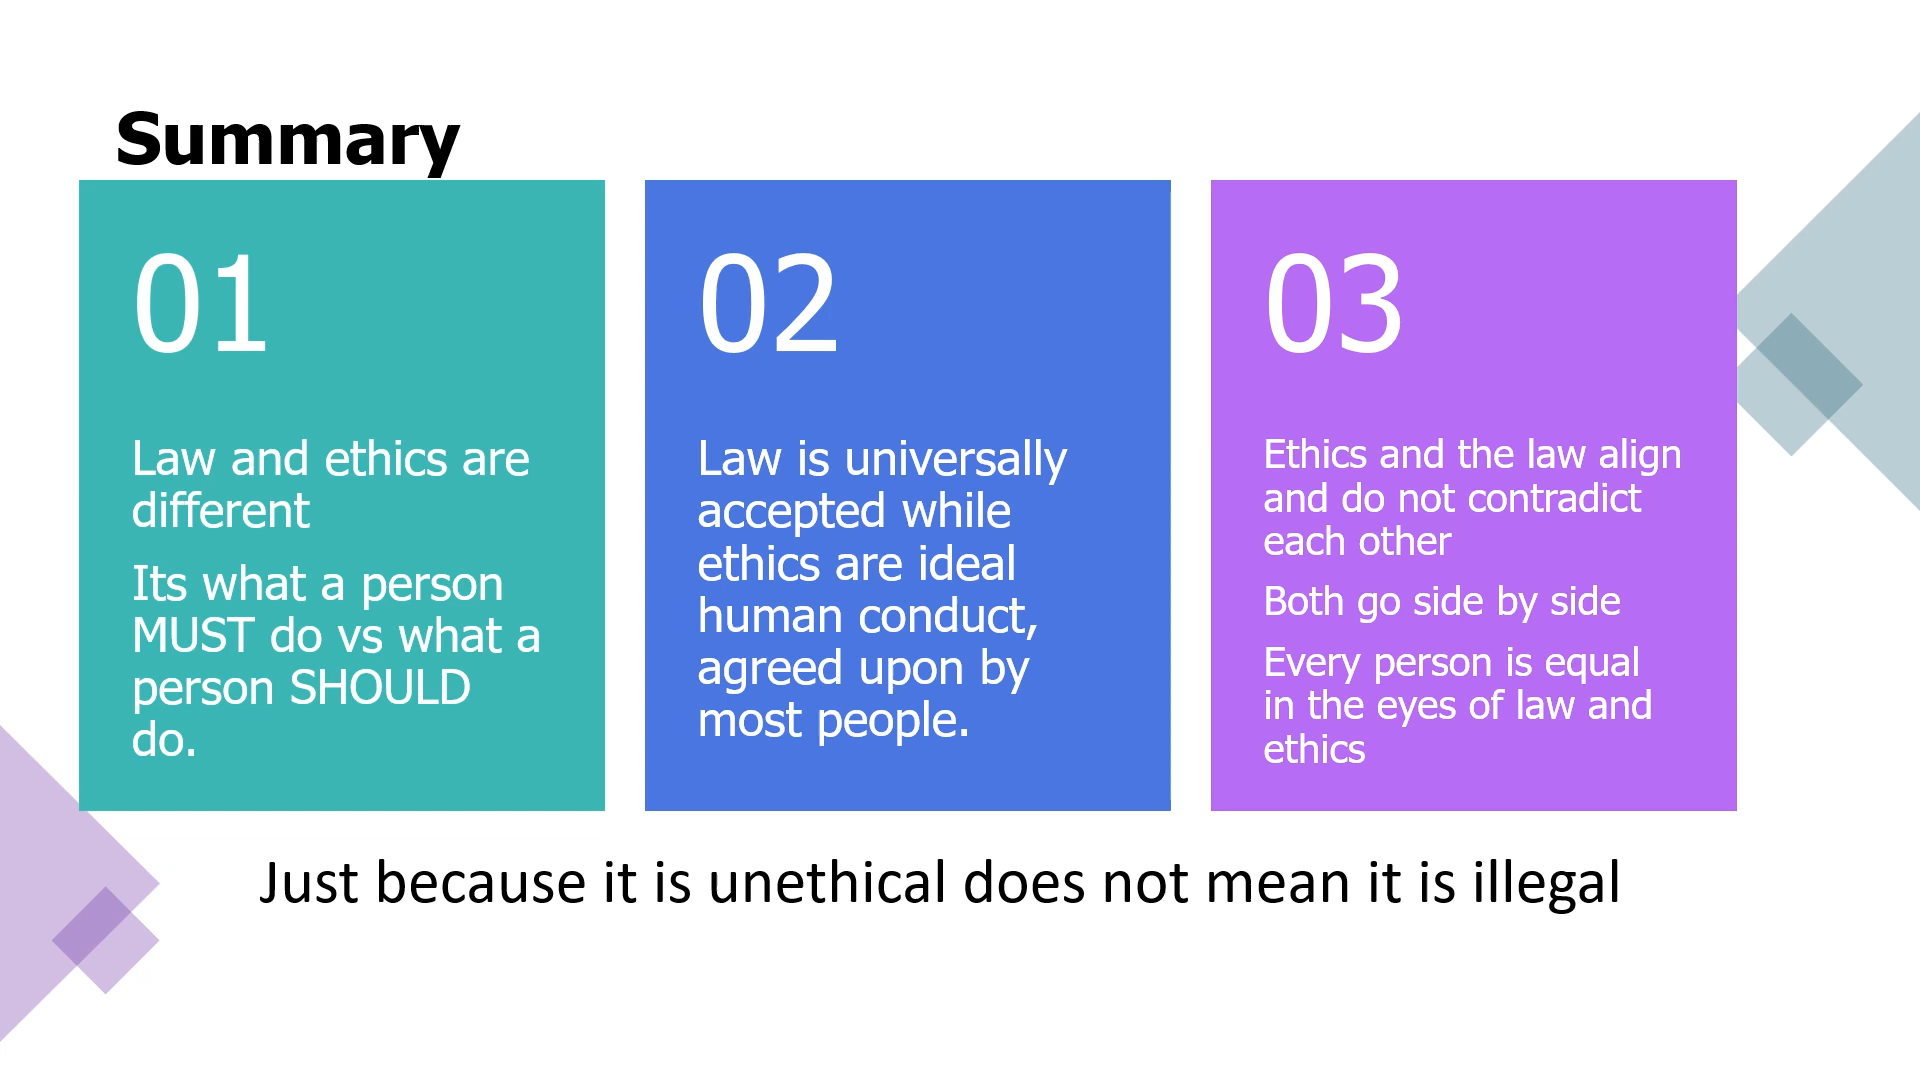 Summary
01
Law and ethics are
different
Its what a person
MUST do vs what a
person SHOULD
do.
02
Law is universally
accepted while
ethics are ideal
human conduct,
agreed upon by
most people.
03
Ethics and the law align
and do not contradict
each other
Both go side by side
Every person is equal
in the eyes of law and
ethics
Just because it is unethical does not mean it is illegal